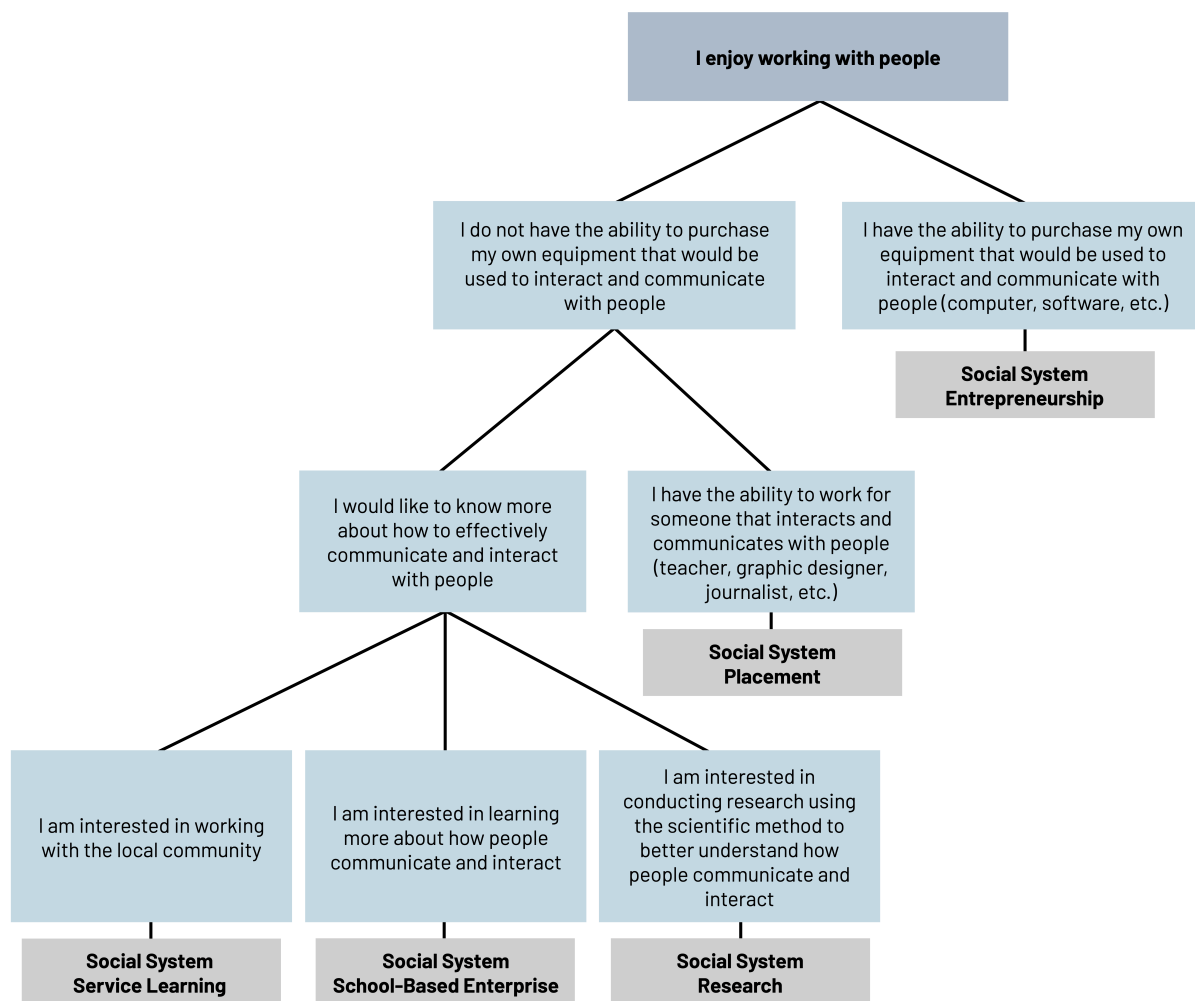 I enjoy working with people
I do not have the ability to purchase
my own equipment that would be
used to interact and communicate
with people
I have the ability to purchase my own
equipment that would be used to
interact and communicate with
people (computer, software, etc.)
Social System
Entrepreneurship
I would like to know more
about how to effectively
communicate and interact
with people
I have the ability to work for
someone that interacts and
communicates with people
(teacher, graphic designer,
journalist, etc.)
Social System
Placement
I am interested in working
with the local community
I am interested in learning
more about how people
communicate and interact
I am interested in
conducting research using
the scientific method to
better understand how
people communicate and
interact
Social System
Service Learning
Social System
School-Based Enterprise
Social System
Research